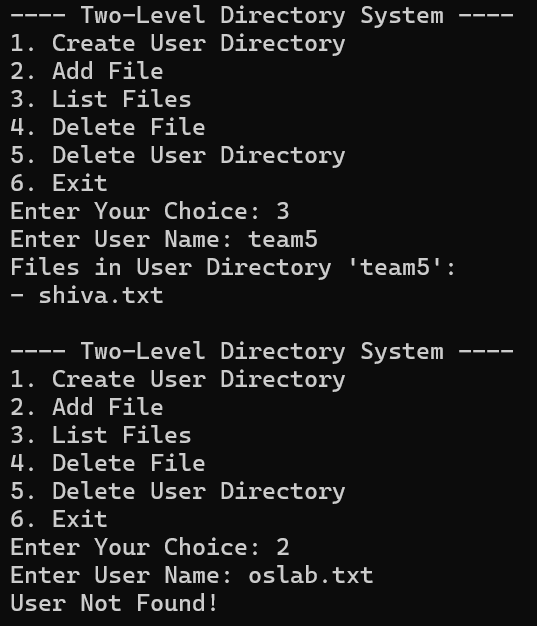 ---- Two-Level Directory System ----
1. Create User Directory
2. Add File
3. List Files
4. Delete File
5. Delete User Directory
6. Exit
Enter Your Choice: 3
Enter User Name: team5
Files in User Directory 'team5':
- shiva.txt

---- Two-Level Directory System ----
1. Create User Directory
2. Add File
3. List Files
4. Delete File
5. Delete User Directory
6. Exit
Enter Your Choice: 2
Enter User Name: oslab.txt
User Not Found!